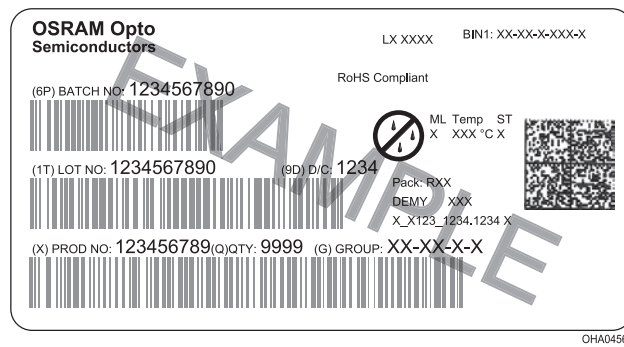 OSRAM Opto
Semiconductors
LX XXXX
BIN1: XX-XX-X-XXX-X
RoHS Compliant
(6P) BATCH NO: 1234567890
ML Temp ST
X XXX °C X
(1T) LOT NO: 1234567890 (9D) D/C: 1234
Pack: RXX
DEMY XXX
X_X123_1234.1234 X
(X) PROD NO: 123456789(Q)QTY: 9999 (G) GROUP: XX-XX-X-X
EXAMPLE